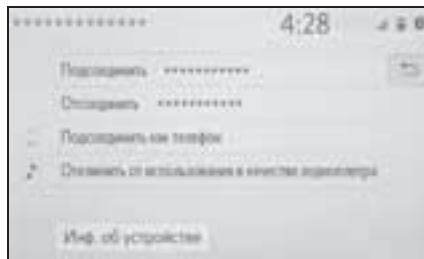 ************* 4:28
Подсоединить ***********
Отсоединить ***********
Подсоединить как телефон
Отключить от использования в качестве аудиоплеера
Инф. об устройстве